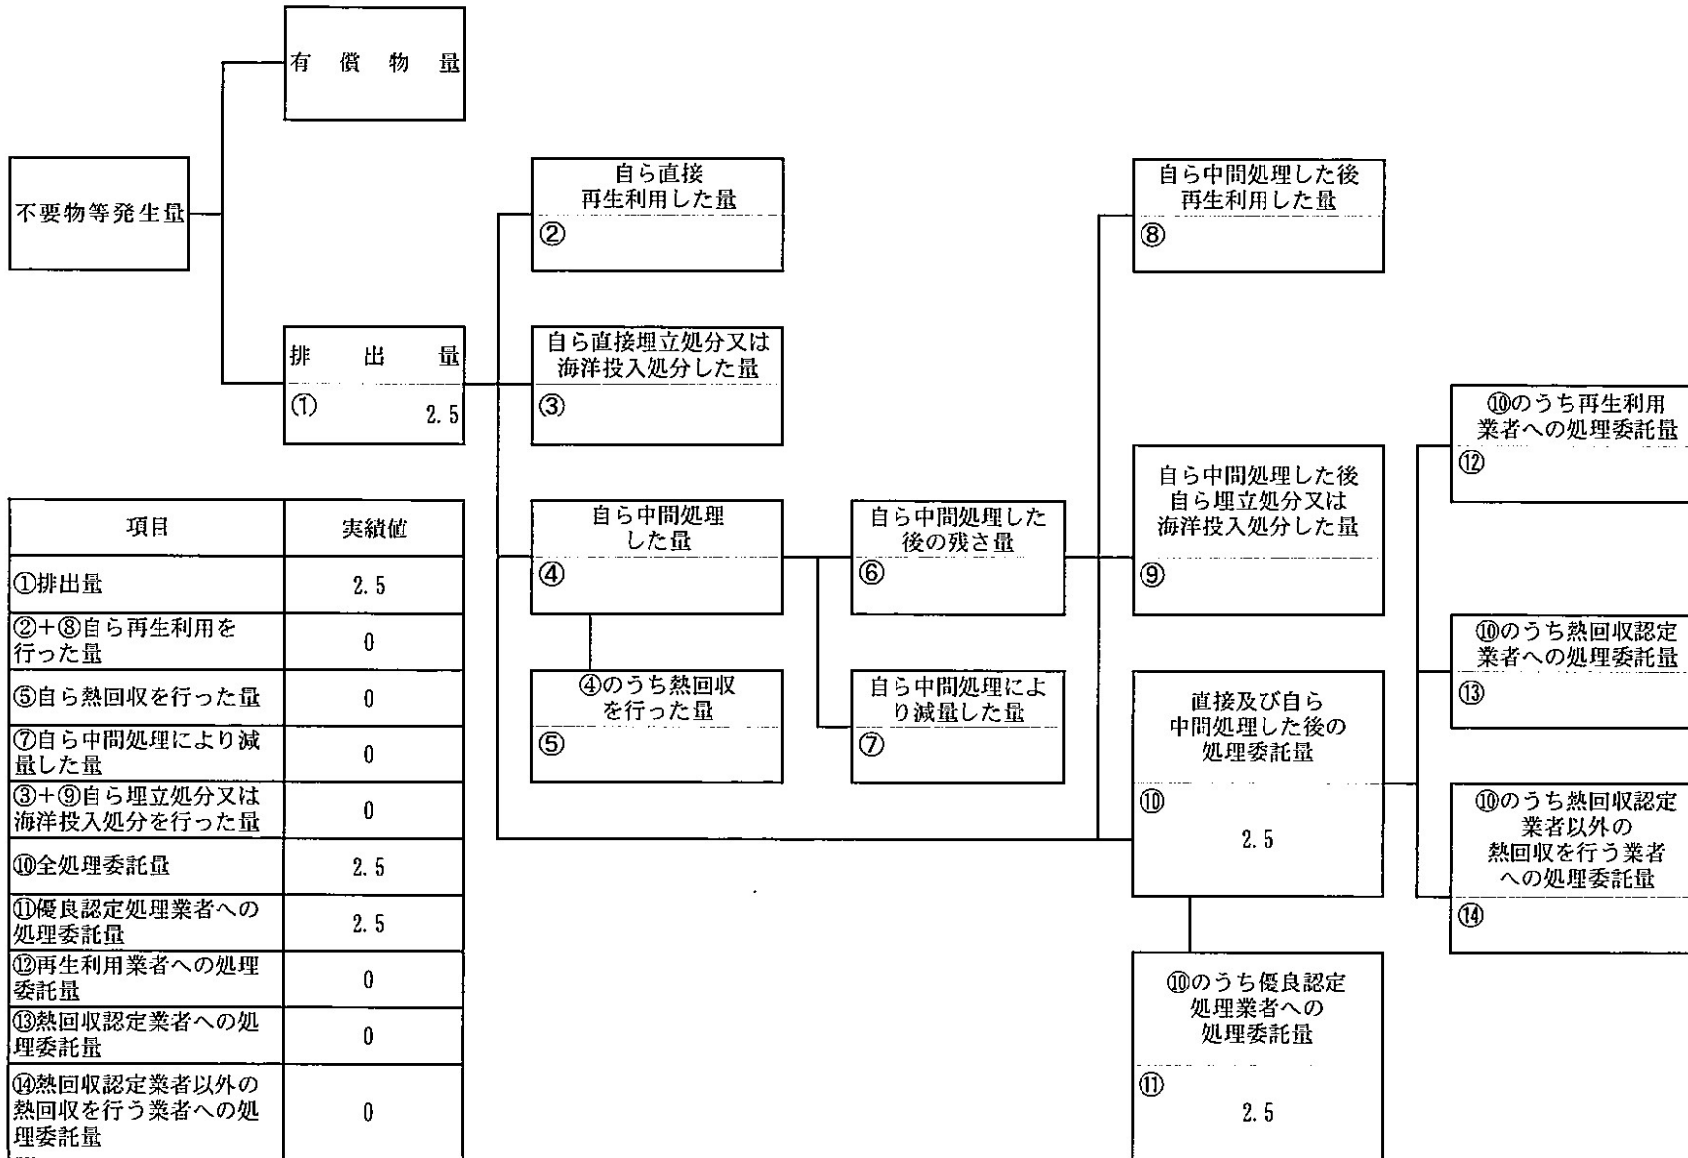 有償物量
不要物等発生量
排出量
① 2.5
自ら直接
再生利用した量
②
自ら直接埋立処分又は
海洋投入処分した量
③
自ら中間処理
した量
④
④のうち熱回収
を行った量
⑤
自ら中間処理した
後の残さ量
⑥
自ら中間処理によ
り減量した量
⑦
自ら中間処理した後
再生利用した量
⑧
自ら中間処理した後
自ら埋立処分又は
海洋投入処分した量
⑨
直接及び自ら
中間処理した後の
処理委託量
⑩
2.5
⑩のうち優良認定
処理業者への
処理委託量
⑪
2.5
⑩のうち再生利用
業者への処理委託量
⑫
⑩のうち熱回収認定
業者への処理委託量
⑬
⑩のうち熱回収認定
業者以外の
熱回収を行う業者
への処理委託量
⑭
項目 実績値
①排出量 2.5
②+⑧自ら再生利用を
行った量 0
⑤自ら熱回収を行った量 0
⑦自ら中間処理により減
量した量 0
③+⑨自ら埋立処分又は
海洋投入処分を行った量 0
⑩全処理委託量 2.5
⑪優良認定処理業者への
処理委託量 2.5
⑫再生利用業者への処理
委託量 0
⑬熱回収認定業者への処
理委託量 0
⑭熱回収認定業者以外の
熱回収を行う業者への処
理委託量 0